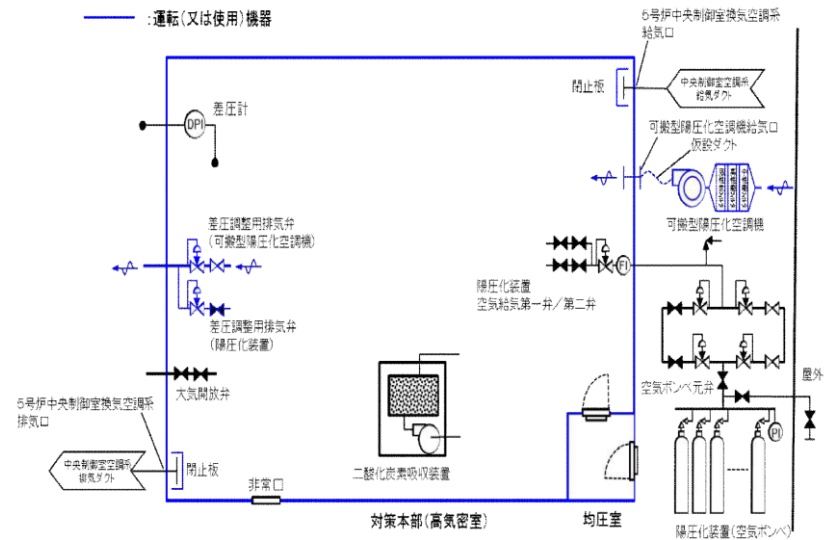 :運転(又は使用)機器
5号炉中央制御室換気空調系
給気口
閉止板
中央制御室空調系
給気ダクト
差圧計
DPI
可搬型陽圧化空調機給気口
仮設ダクト
可搬型陽圧化空調機
差圧調整用排気弁
(可搬型陽圧化空調機)
陽圧化装置
空気給気第一弁/第二弁
FI
差圧調整用排気弁
(陽圧化装置)
大気開放弁
空気ボンベ元弁
屋外
5号炉中央制御室換気空調系
排気口
PI
中央制御室空調系
排気ダクト
閉止板
二酸化炭素吸収装置
非常口
対策本部(高気密室)
均圧室
陽圧化装置(空気ボンベ)